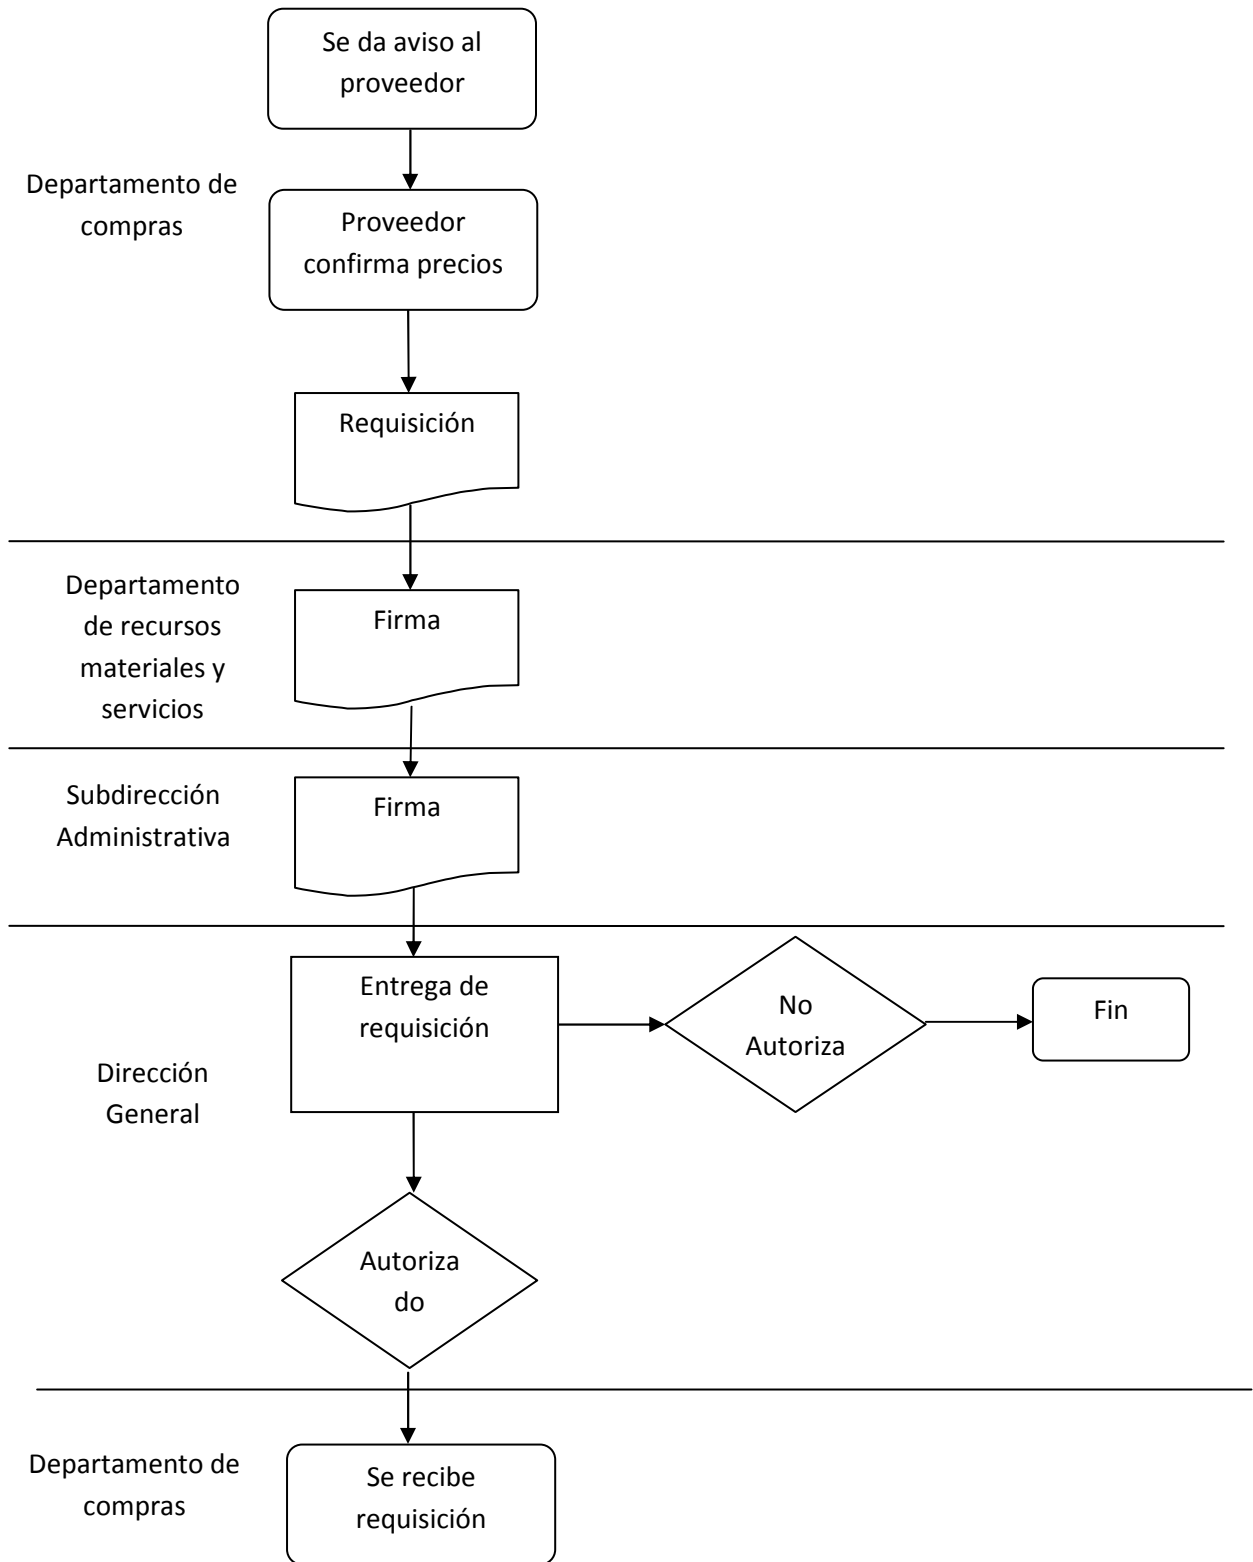 Se da aviso al
proveedor
Departamento de
compras
Proveedor
confirma precios
Requisición
Departamento
de recursos
materiales y
servicios
Firma
Subdirección
Administrativa
Firma
Entrega de
requisición
No
Autoriza
Fin
Dirección
General
Autoriza
do
Departamento de
compras
Se recibe
requisición